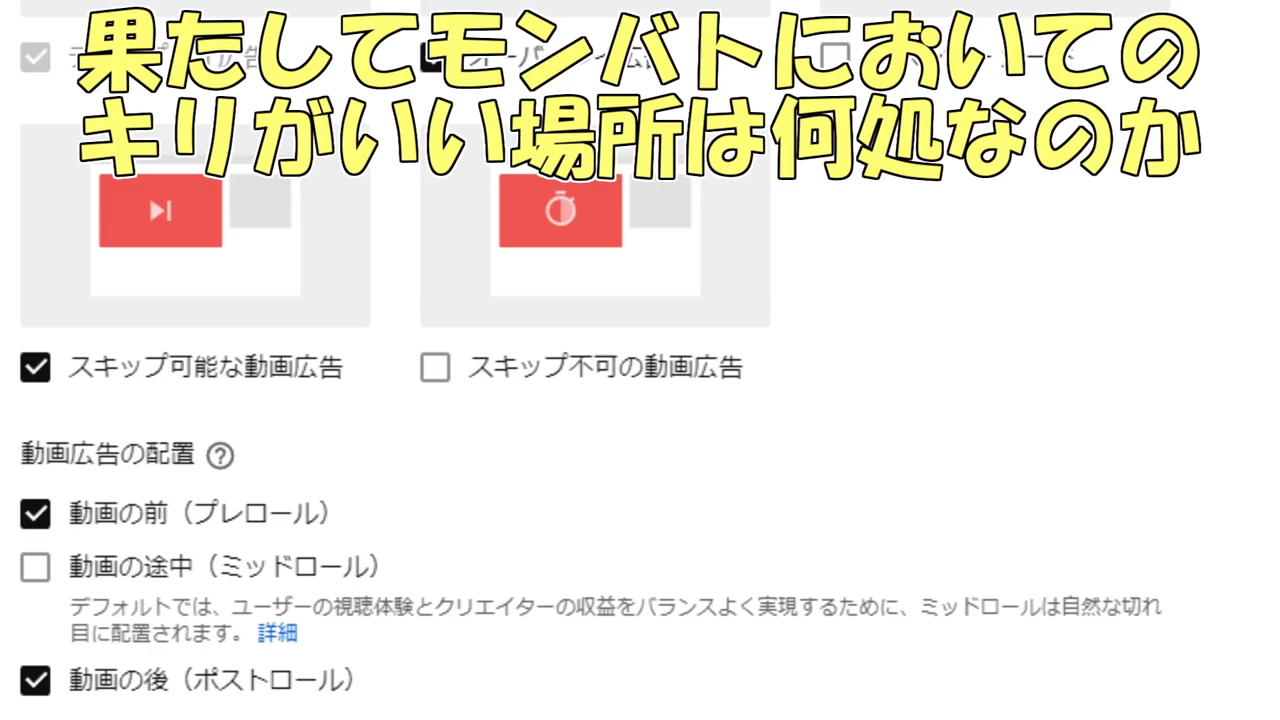 果たしてモンバトにおいての
キリがいい場所は何処なのか
スキップ可能な動画広告
スキップ不可の動画広告
動画広告の配置 ?
動画の前（プレロール）
動画の途中（ミッドロール）
デフォルトでは、ユーザーの視聴体験とクリエイターの収益をバランスよく実現するために、ミッドロールは自然な切れ
目に配置されます。 詳細
動画の後（ポストロール）